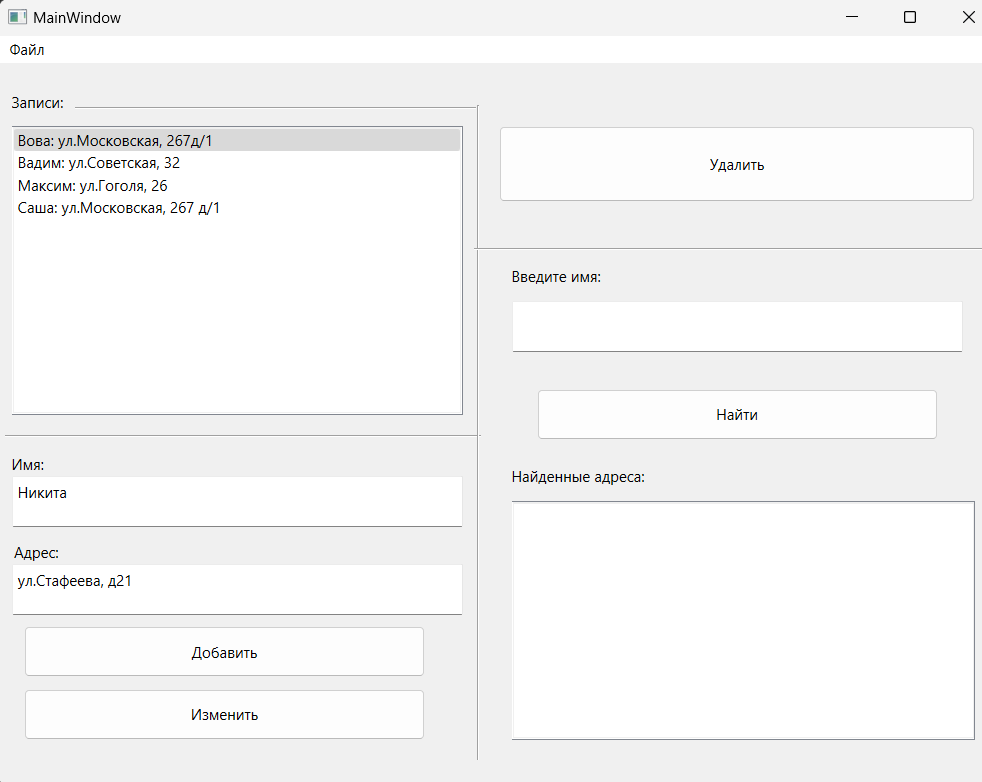 MainWindow
Файл
Записи:
Вова: ул.Московская, 267д/1
Вадим: ул.Советская, 32
Максим: ул.Гоголя, 26
Саша: ул.Московская, 267 д/1
Имя:
Никита
Адрес:
ул.Стафеева, д21
Добавить
Изменить
Удалить
Введите имя:
Найти
Найденные адреса: